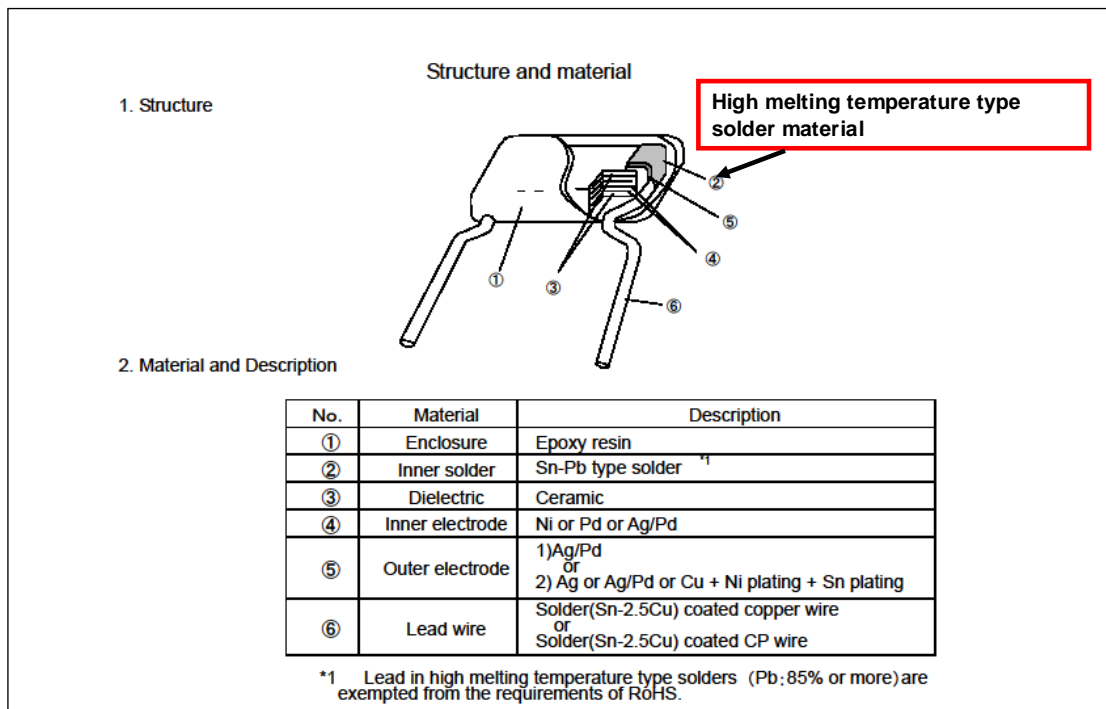 Structure and material
1. Structure
High melting temperature type
solder material
②
⑤
④
①
③
⑥
2. Material and Description
No. Material Description
① Enclosure Epoxy resin
② Inner solder Sn-Pb type solder *1
③ Dielectric Ceramic
④ Inner electrode Ni or Pd or Ag/Pd
⑤ Outer electrode 1)Ag/Pd
or
2) Ag or Ag/Pd or Cu + Ni plating + Sn plating
⑥ Lead wire Solder(Sn-2.5Cu) coated copper wire
or
Solder(Sn-2.5Cu) coated CP wire
*1 Lead in high melting temperature type solders (Pb:85% or more)are
exempted from the requirements of RoHS.